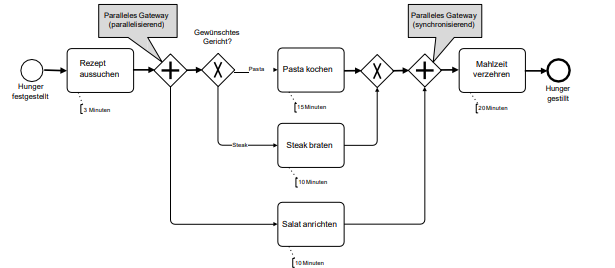 Paralleles Gateway
(parallelisierend)
Gewünschtes
Gericht?
Paralleles Gateway
(synchronisierend)
Rezept
aussuchen
Pasta
Pasta kochen
Mahlzeit
verzehren
Hunger
festgestellt
Hunger
gestillt
3 Minuten
15 Minuten
20 Minuten
Steak
Steak braten
10 Minuten
Salat anrichten
10 Minuten